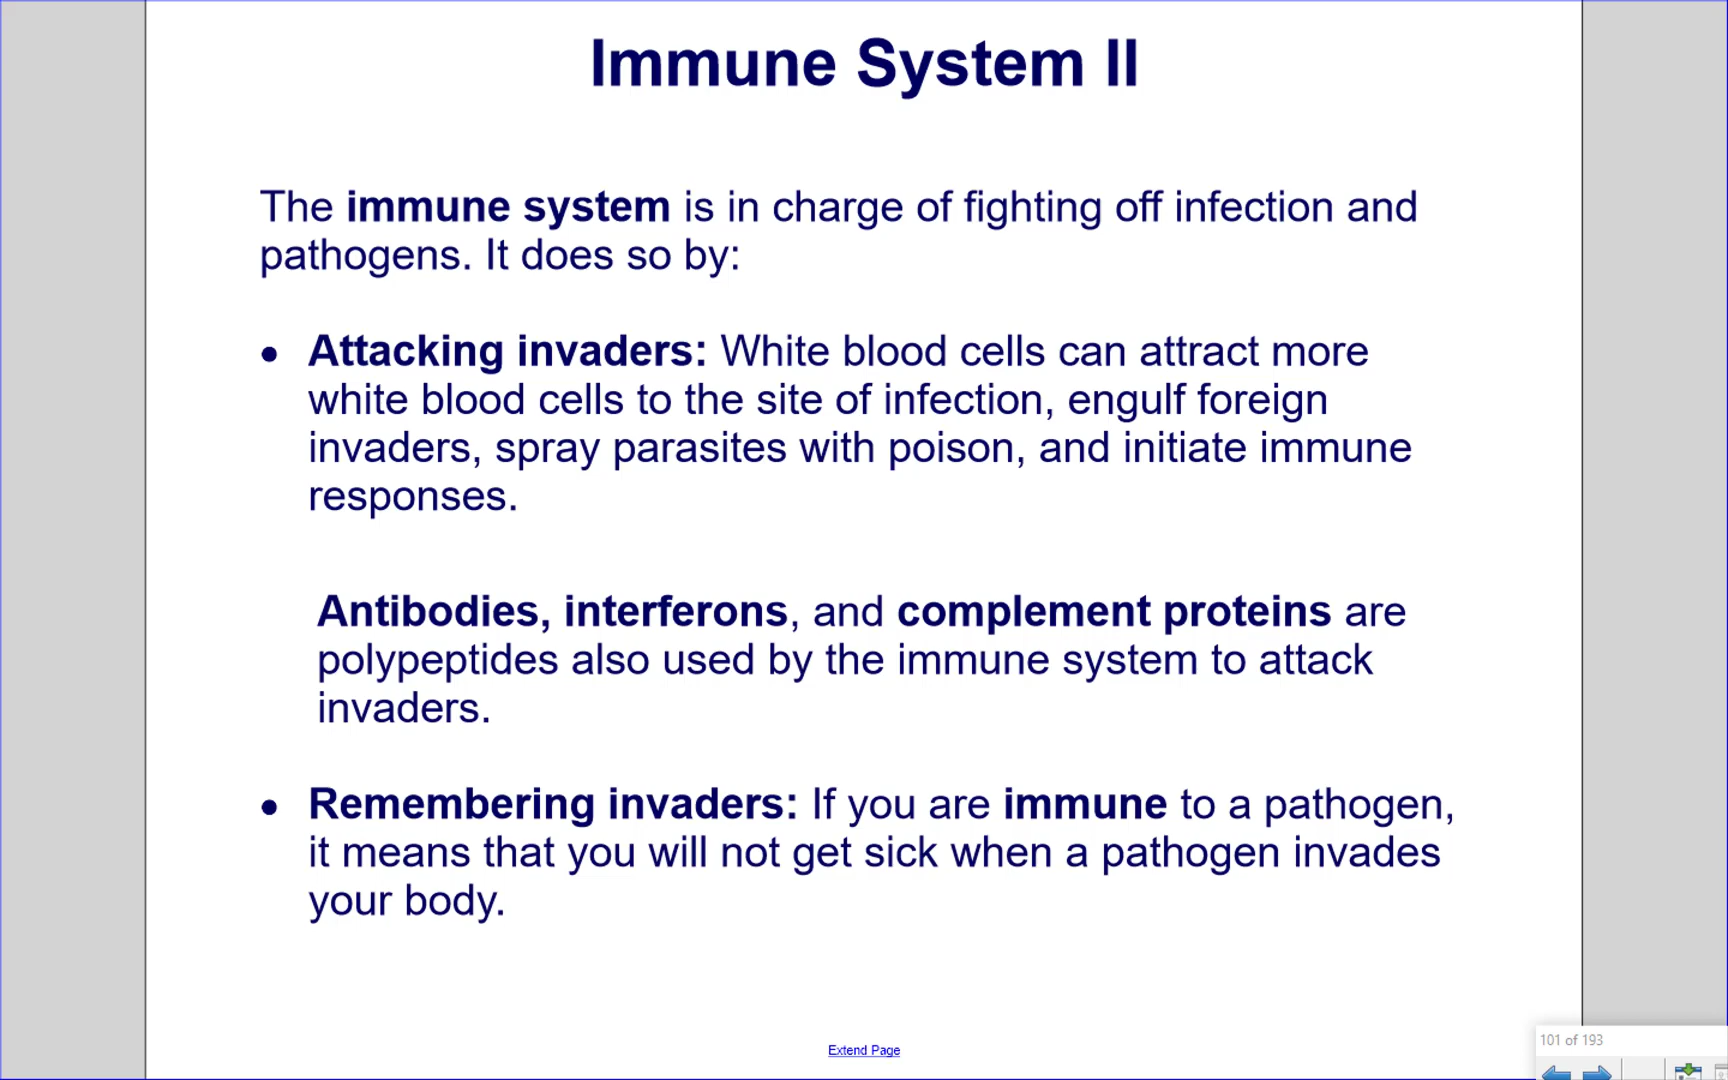 Immune System II
The immune system is in charge of fighting off infection and
pathogens. It does so by:
• Attacking invaders: White blood cells can attract more
white blood cells to the site of infection, engulf foreign
invaders, spray parasites with poison, and initiate immune
responses.
Antibodies, interferons, and complement proteins are
polypeptides also used by the immune system to attack
invaders.
• Remembering invaders: If you are immune to a pathogen,
it means that you will not get sick when a pathogen invades
your body.
Extend Page
101 of 193